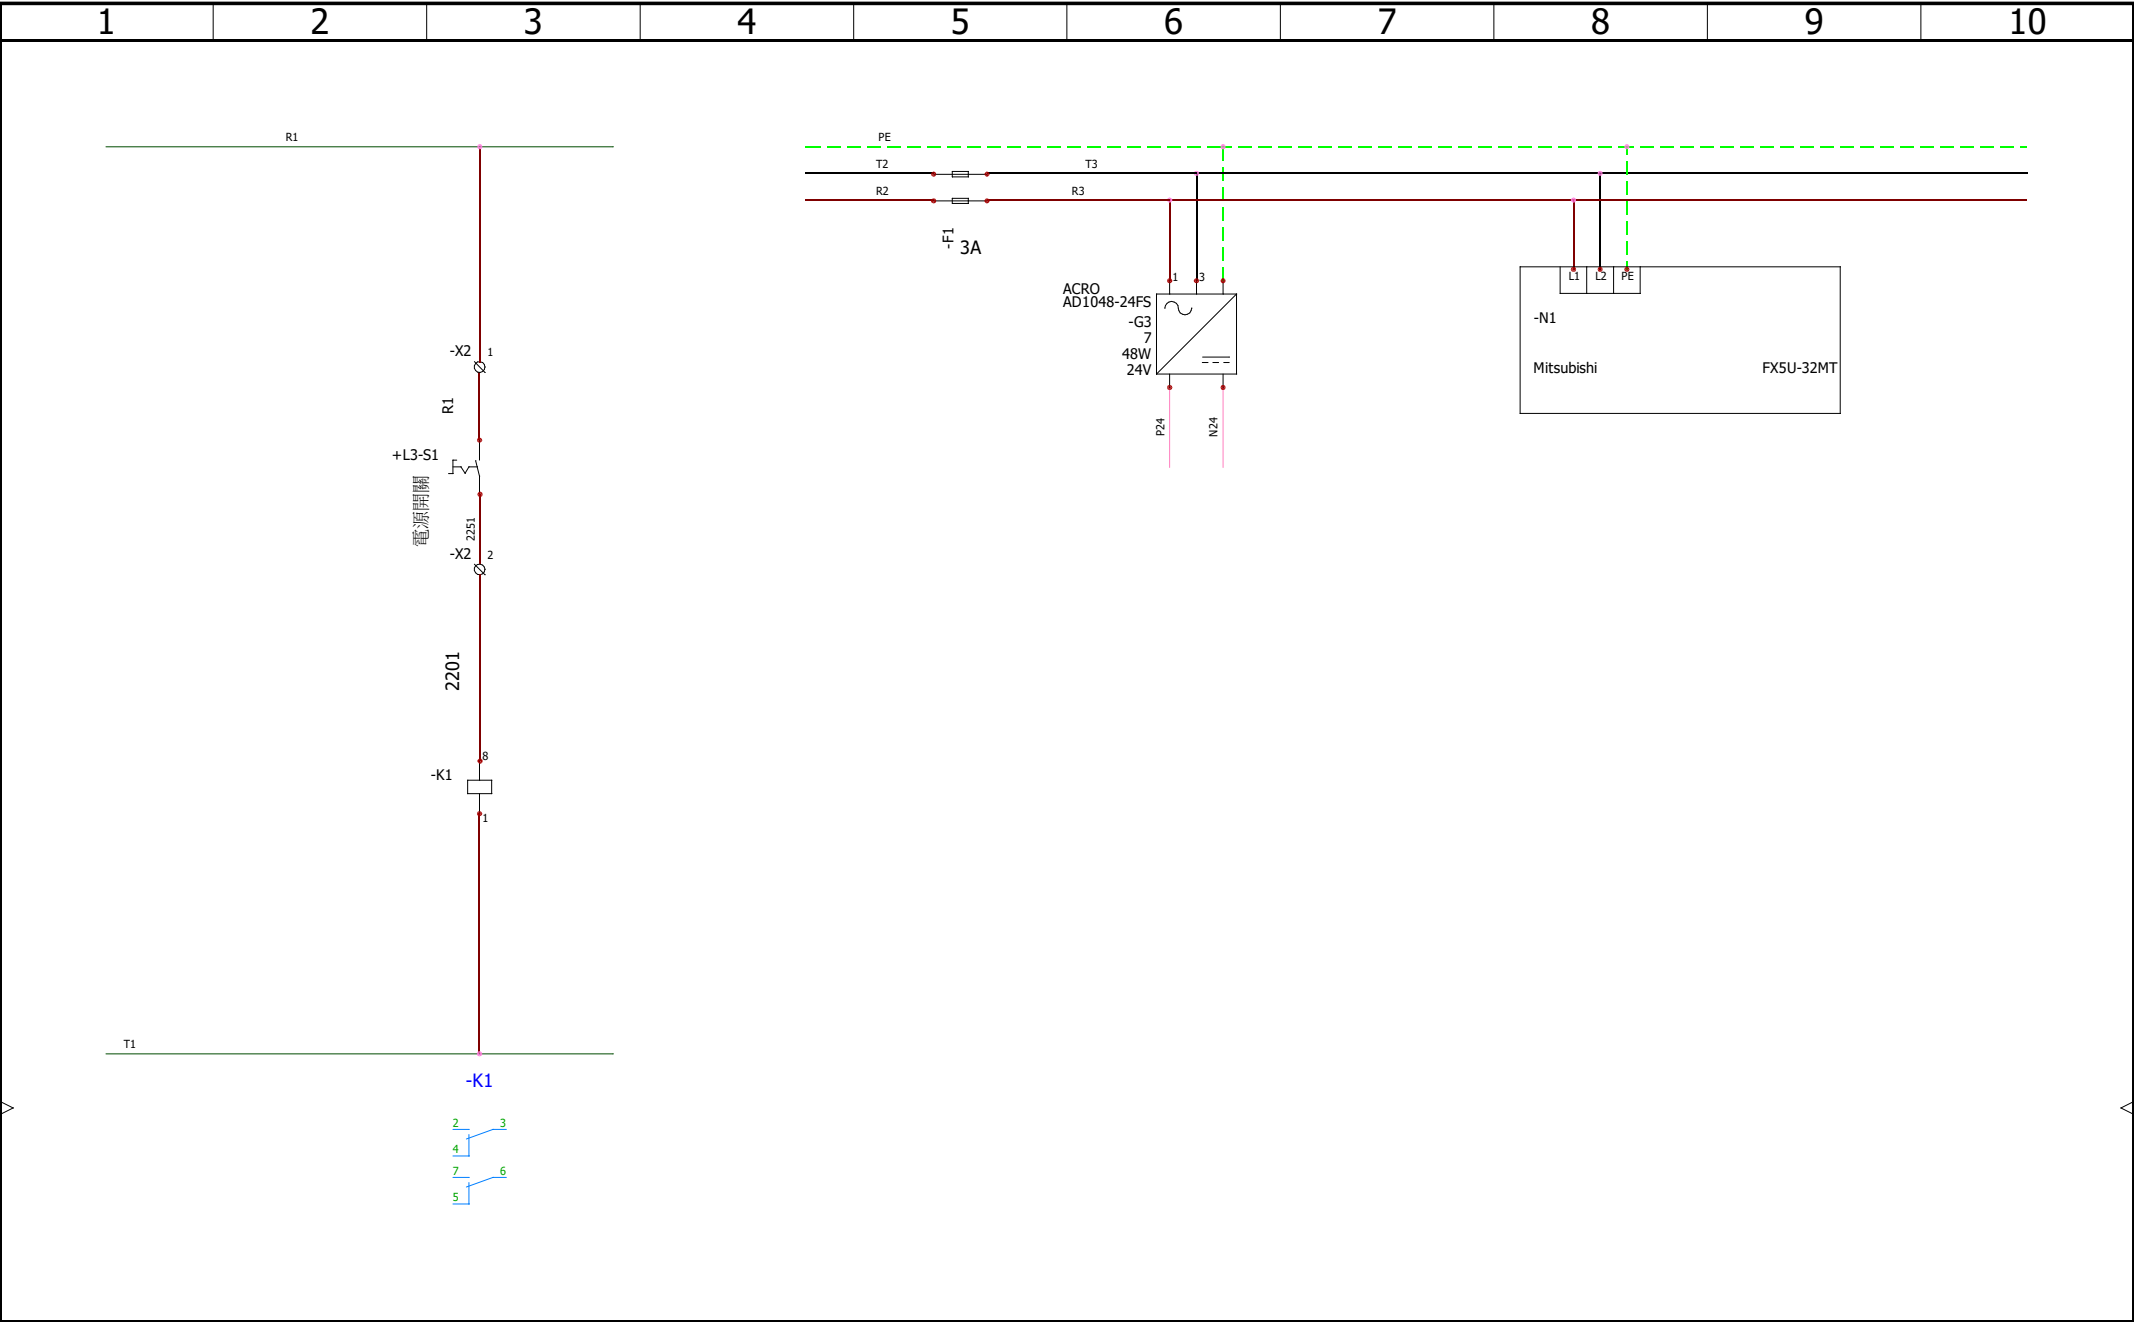 1 2 3 4 5 6 7 8 9 10
R1
PE
T2
T3
R2
R3
-F1
3A
1 3
ACRO
AD1048-24FS
-G3
7
48W
24V
P24
N24
L1 L2 PE
-N1
Mitsubishi
FX5U-32MT
-X2 1
R1
+L3-S1
電源開關
2251
-X2 2
2201
8
-K1
1
T1
-K1
2 3
4
7 6
5